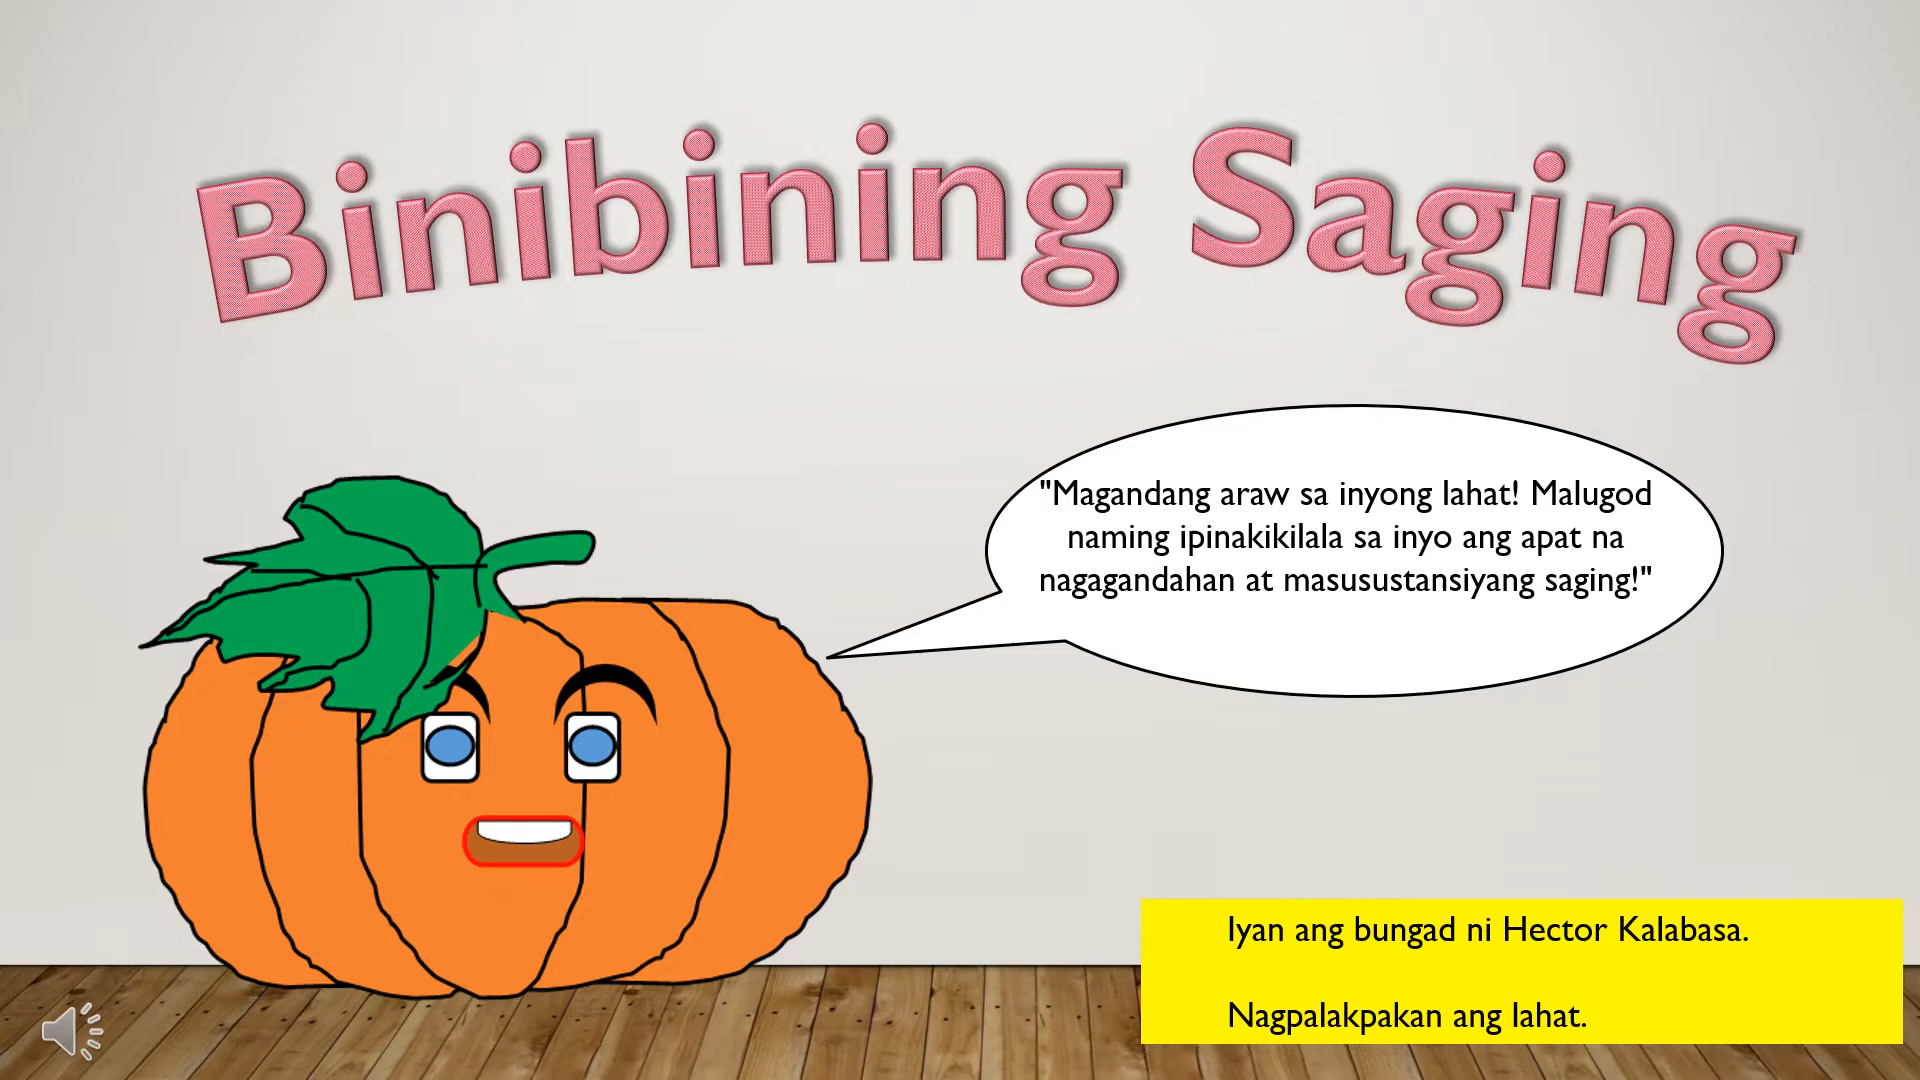 Binibining Saging
"Magandang araw sa inyong lahat! Malugod
naming ipinakikilala sa inyo ang apat na
nagagandahan at masusustansiyang saging!"
Iyan ang bungad ni Hector Kalabasa.
Nagpalakpakan ang lahat.